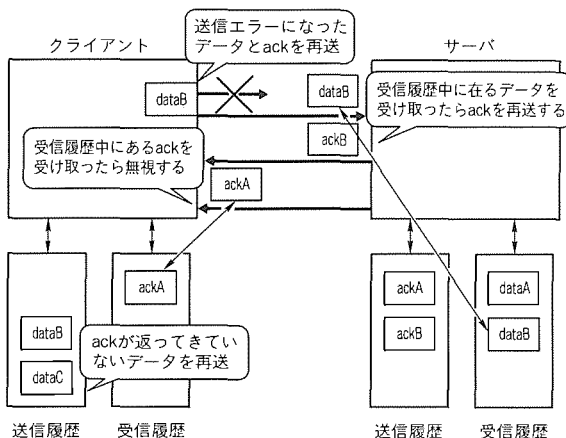 クライアント
送信エラーになった
データとackを再送
サーバ
dataB
dataB
受信履歴中に在るデータを
受け取ったらackを再送する
ackB
受信履歴中にあるackを
受け取ったら無視する
ackA
ackA
dataB
dataC
ackが返ってきてい
ないデータを再送
ackA
ackB
dataA
dataB
送信履歴
受信履歴
送信履歴
受信履歴